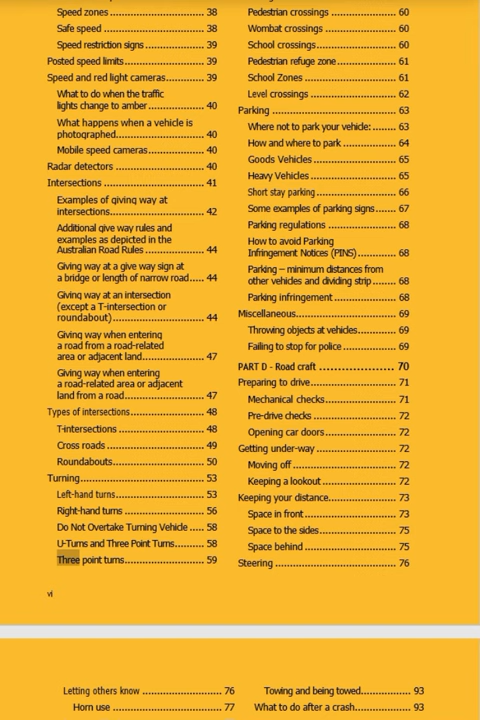 Speed zones ................................ 38
Safe speed ................................. 38
Speed restriction signs ................. 39
Posted speed limits ......................... 39
Speed and red light cameras ............. 39
What to do when the traffic
lights change to amber ................. 40
What happens when a vehicle is
photographed ............................. 40
Mobile speed cameras .................. 40
Radar detectors .............................. 40
Intersections .................................. 41
Examples of giving way at
intersections ............................... 42
Additional give way rules and
examples as depicted in the
Australian Road Rules .................. 44
Giving way at a give way sign at
a bridge or length of narrow road ..... 44
Giving way at an intersection
(except a T-intersection or
roundabout) ............................... 44
Giving way when entering
a road from a road-related
area or adjacent land ................... 47
Giving way when entering
a road-related area or adjacent
land from a road ......................... 47
Types of intersections ..................... 48
T-intersections ........................... 48
Cross roads ................................ 49
Roundabouts .............................. 50
Turning .......................................... 53
Left-hand turns ........................... 53
Right-hand turns ......................... 56
Do Not Overtake Turning Vehicle ..... 58
U-Turns and Three Point Turns ......... 58
Three point turns ........................ 59
vi
Pedestrian crossings ..................... 60
Wombat crossings ....................... 60
School crossings .......................... 60
Pedestrian refuge zone ................. 61
School Zones .............................. 61
Level crossings ............................ 62
Parking .......................................... 63
Where not to park your vehicle: ........ 63
How and where to park ................ 64
Goods Vehicles ............................ 65
Heavy Vehicles ............................ 65
Short stay parking ....................... 66
Some examples of parking signs ....... 67
Parking regulations ...................... 68
How to avoid Parking
Infringement Notices (PINS) ............ 68
Parking – minimum distances from
other vehicles and dividing strip ........ 68
Parking infringement ................... 68
Miscellaneous ................................. 69
Throwing objects at vehicles ............ 69
Failing to stop for police ............... 69
PART D - Road craft ...................... 70
Preparing to drive ........................... 71
Mechanical checks ....................... 71
Pre-drive checks .......................... 72
Opening car doors ....................... 72
Getting under-way .......................... 72
Moving off .................................. 72
Keeping a lookout ........................ 72
Keeping your distance ..................... 73
Space in front ............................. 73
Space to the sides ....................... 75
Space behind .............................. 75
Steering ......................................... 76
Letting others know ........................ 76
Horn use .................................... 77
Towing and being towed ................ 93
What to do after a crash ................... 93